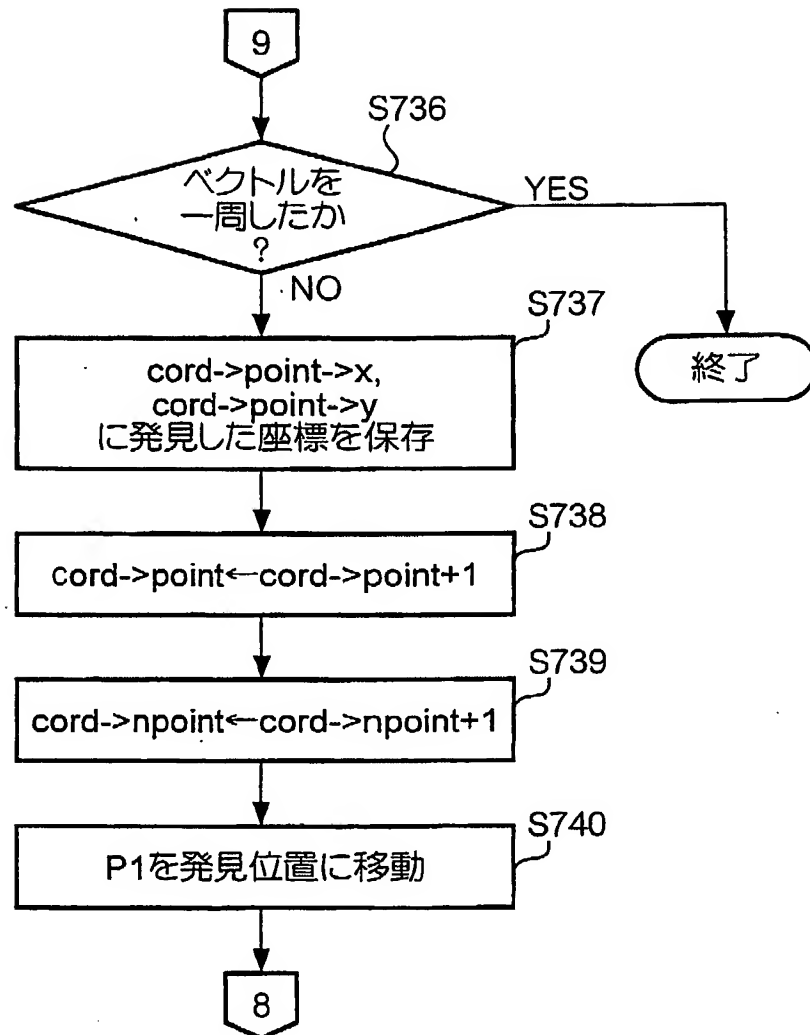 9
S736
ベクトルを
一周したか
?
YES
NO
S737
cord->point->x,
cord->point->y
に発見した座標を保存
終了
S738
cord->point←cord->point+1
S739
cord->npoint←cord->npoint+1
S740
P1を発見位置に移動
8